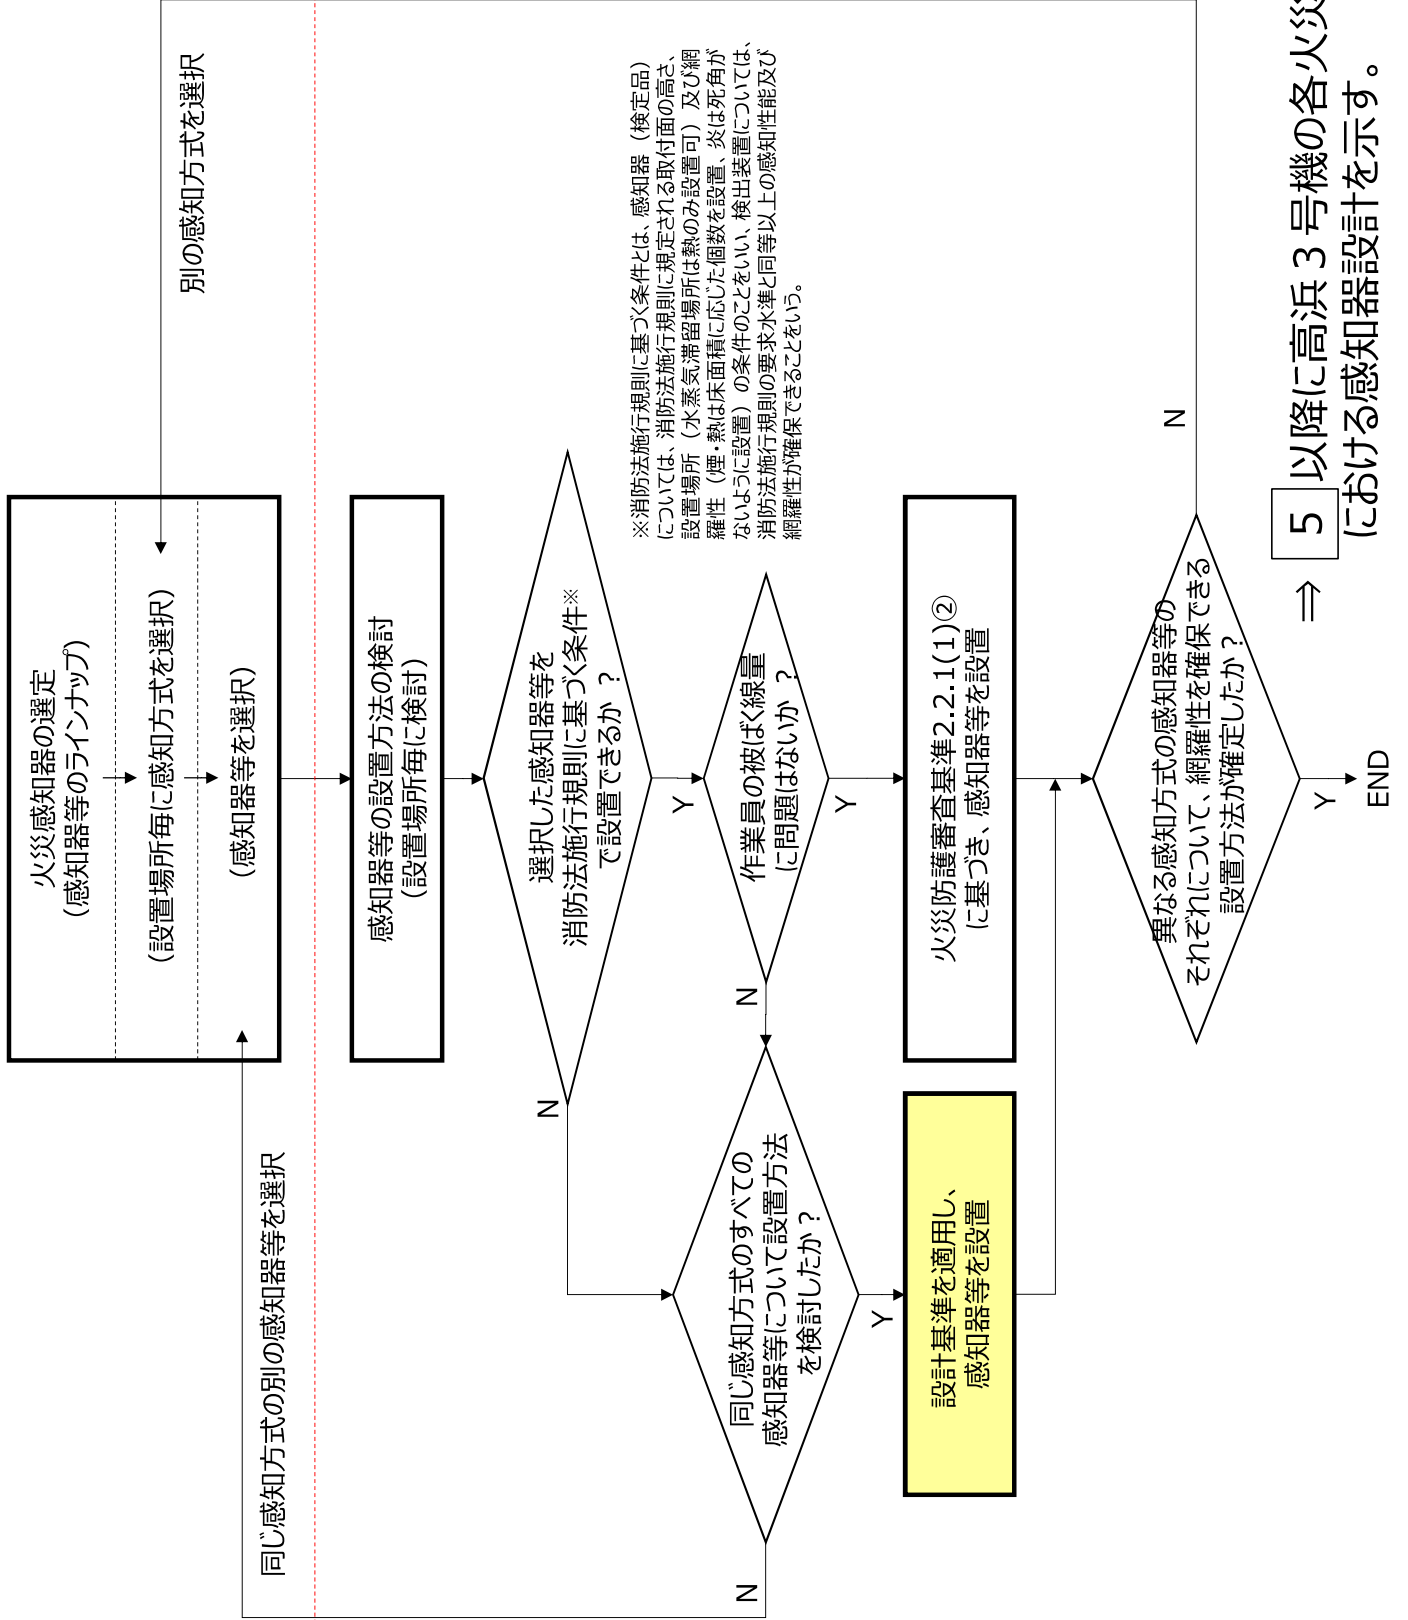 火災感知器の選定
(感知器等のラインナップ)
(設置場所毎に感知方式を選択)
(感知器等を選択)
別の感知方式を選択
同じ感知方式の別の感知器等を選択
感知器等の設置方法の検討
(設置場所毎に検討)
選択した感知器等を
消防法施行規則に基づく条件※
で設置できるか?
N
Y
※消防法施行規則に基づく条件とは、感知器(検定品)
については、消防法施行規則に規定される取付面の高さ、
設置場所(水蒸気滞留場所は熱のみ設置可)及び網
羅性(煙・熱は床面積に応じた個数を設置、炎は死角が
ないように設置)の条件のことをいい、検出装置については、
消防法施行規則の要求水準と同等以上の感知性能及び
網羅性が確保できることをいう。
作業員の被ばく線量
に問題はないか?
N
Y
同じ感知方式のすべての
感知器等について設置方法
を検討したか?
N
Y
火災防護審査基準2.2.1(1)②
に基づき、感知器等を設置
設計基準を適用し、
感知器等を設置
異なる感知方式の感知器等の
それぞれについて、網羅性を確保できる
設置方法が確定したか?
N
Y
END
⇒ 5 以降に高浜3号機の各火災
における感知器設計を示す。